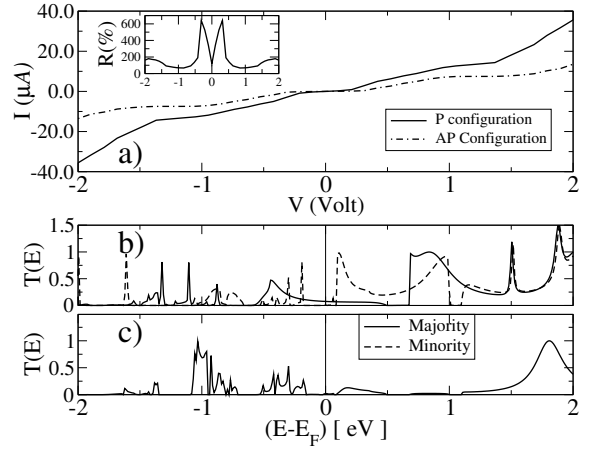 600
400
200
0
R(%)
-2 -1 0 1 2
40.0
20.0
0.0
-20.0
-40.0
I (μA)
P configuration
AP Configuration
a)
-2 -1 0 1 2
V (Volt)
1.5
1
0.5
0
T(E)
b)
1
0.5
0
T(E)
c)
Majority
Minority
-2 -1 0 1 2
(E-E_F) [ eV ]